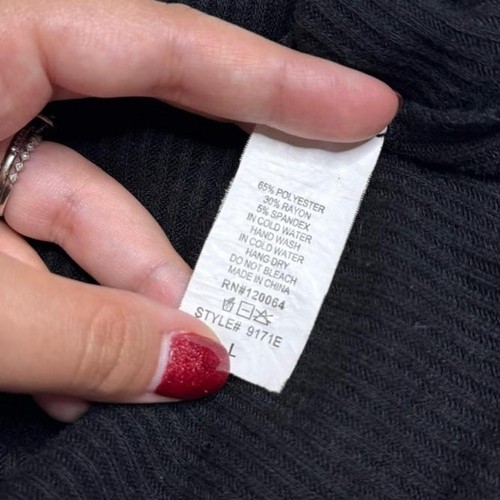 65% POLYESTER
30% RAYON
5% SPANDEX
IN COLD WATER
HAND WASH
IN COLD WATER
HANG DRY
DO NOT BLEACH
MADE IN CHINA
RN#120064
STYLE# 9171E
L